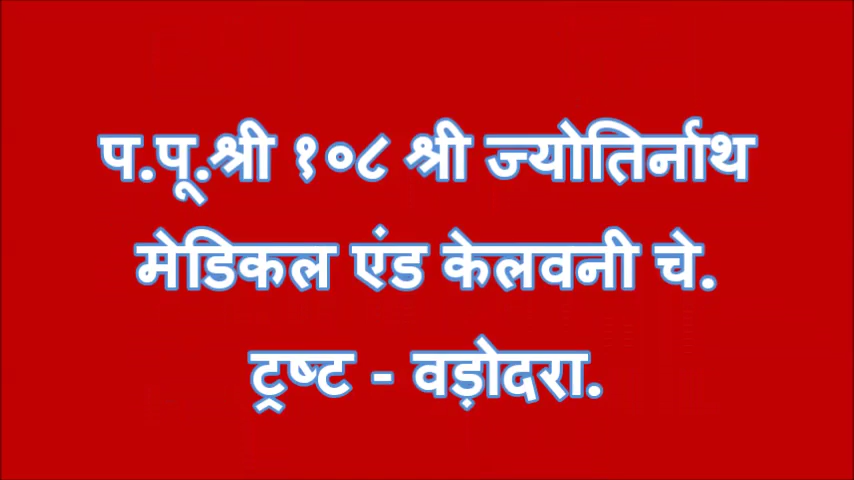 प.पू.श्री १०८ श्री ज्योतिर्नाथ
मेडिकल एंड केलवनी चे.
ट्रष्ट - वड़ोदरा.